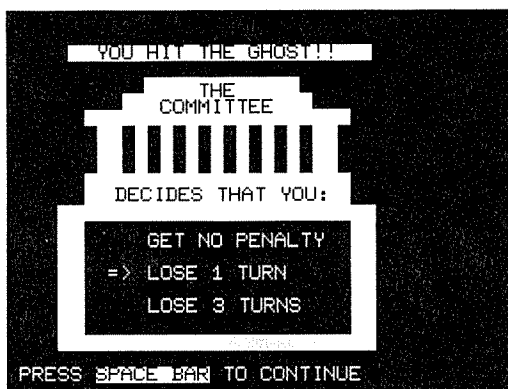 YOU HIT THE GHOST!!
THE
COMMITTEE
DECIDES THAT YOU:
GET NO PENALTY
=> LOSE 1 TURN
LOSE 3 TURNS
PRESS SPACE BAR TO CONTINUE